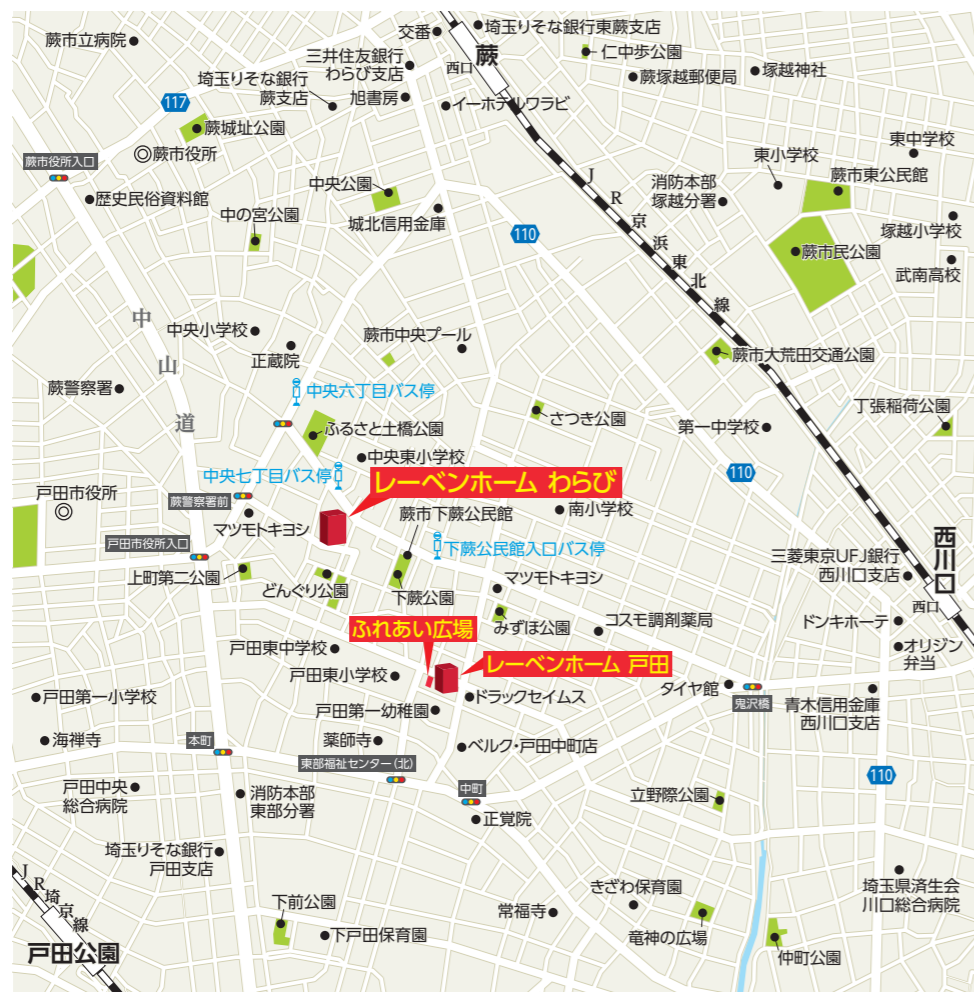 蕨市立病院
交番
埼玉りそな銀行東蕨支店
三井住友銀行
わらび支店
蕨
西口
仁中歩公園
蕨塚越郵便局
塚越神社
埼玉りそな銀行
蕨支店
旭書房
イーホテルワラビ
117
蕨城址公園
蕨市役所
蕨市役所入口
歴史民俗資料館
中央公園
中の宮公園
城北信用金庫
110
JR京浜東北線
消防本部
塚越分署
東小学校
東中学校
蕨市東公民館
塚越小学校
蕨市民公園
武南高校
中山道
中央小学校
正蔵院
蕨市中央プール
蕨市大荒田交通公園
蕨警察署
中央六丁目バス停
ふるさと土橋公園
さつき公園
第一中学校
丁張稲荷公園
中央東小学校
中央七丁目バス停
レーベンホーム わらび
110
戸田市役所
蕨警察署前
マツモトキヨシ
蕨市下蕨公民館
南小学校
西川口
西口
戸田市役所入口
下蕨公民館入口バス停
三菱東京UFJ銀行
西川口支店
上町第二公園
どんぐり公園
下蕨公園
マツモトキヨシ
みずほ公園
コスモ調剤薬局
ドンキホーテ
オリジン
弁当
ふれあい広場
戸田東中学校
レーベンホーム 戸田
戸田東小学校
タイヤ館
鬼沢橋
青木信用金庫
西川口支店
戸田第一小学校
ドラックセイムス
戸田第一幼稚園
海禅寺
本町
薬師寺
ベルク・戸田中町店
東部福祉センター(北)
110
戸田中央
総合病院
消防本部
東部分署
中町
正覚院
立野際公園
埼玉りそな銀行
戸田支店
JR埼京線
戸田公園
下前公園
下戸田保育園
常福寺
きざわ保育園
竜神の広場
仲町公園
埼玉県済生会
川口総合病院